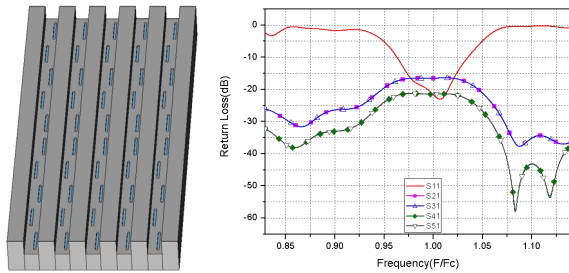 Return Loss(dB)
0
-10
-20
-30
-40
-50
-60
S11
S21
S31
S41
S51
0.85
0.90
0.95
1.00
1.05
1.10
Frequency(F/Fc)